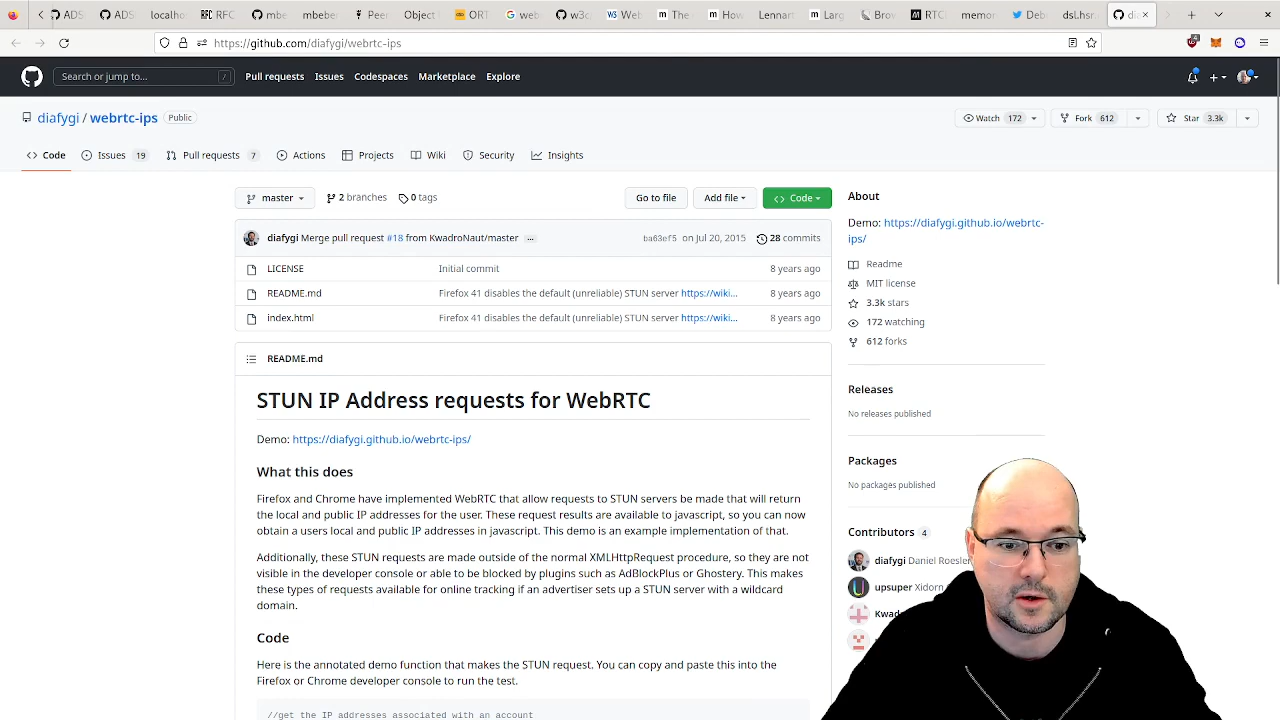 ADS
ADS
localho
RFC
mbe
mbeber
Peer
Object
ORT
web
w3c
Web
The
How
Lennart
Larg
Brow
RTC
memor
Deb
dsl.hsr
dia
https://github.com/diafygi/webrtc-ips
Search or jump to...
/
Pull requests
Issues
Codespaces
Marketplace
Explore
diafygi / webrtc-ips
Public
Watch 172
Fork 612
Star 3.3k
Code
Issues 19
Pull requests 7
Actions
Projects
Wiki
Security
Insights
master
2 branches
0 tags
Go to file
Add file
Code
diafygi Merge pull request #18 from KwadroNaut/master ...
ba63ef5 on Jul 20, 2015
28 commits
LICENSE Initial commit 8 years ago
README.md Firefox 41 disables the default (unreliable) STUN server https://wiki... 8 years ago
index.html Firefox 41 disables the default (unreliable) STUN server https://wiki... 8 years ago
README.md
STUN IP Address requests for WebRTC
Demo: https://diafygi.github.io/webrtc-ips/
What this does
Firefox and Chrome have implemented WebRTC that allow requests to STUN servers be made that will return
the local and public IP addresses for the user. These request results are available to javascript, so you can now
obtain a users local and public IP addresses in javascript. This demo is an example implementation of that.
Additionally, these STUN requests are made outside of the normal XMLHttpRequest procedure, so they are not
visible in the developer console or able to be blocked by plugins such as AdBlockPlus or Ghostery. This makes
these types of requests available for online tracking if an advertiser sets up a STUN server with a wildcard
domain.
Code
Here is the annotated demo function that makes the STUN request. You can copy and paste this into the
Firefox or Chrome developer console to run the test.
//get the IP addresses associated with an account
About
Demo: https://diafygi.github.io/webrtc-
ips/
Readme
MIT license
3.3k stars
172 watching
612 forks
Releases
No releases published
Packages
No packages published
Contributors 4
diafygi Daniel Roesler
upsuper Xidorn
Kwad